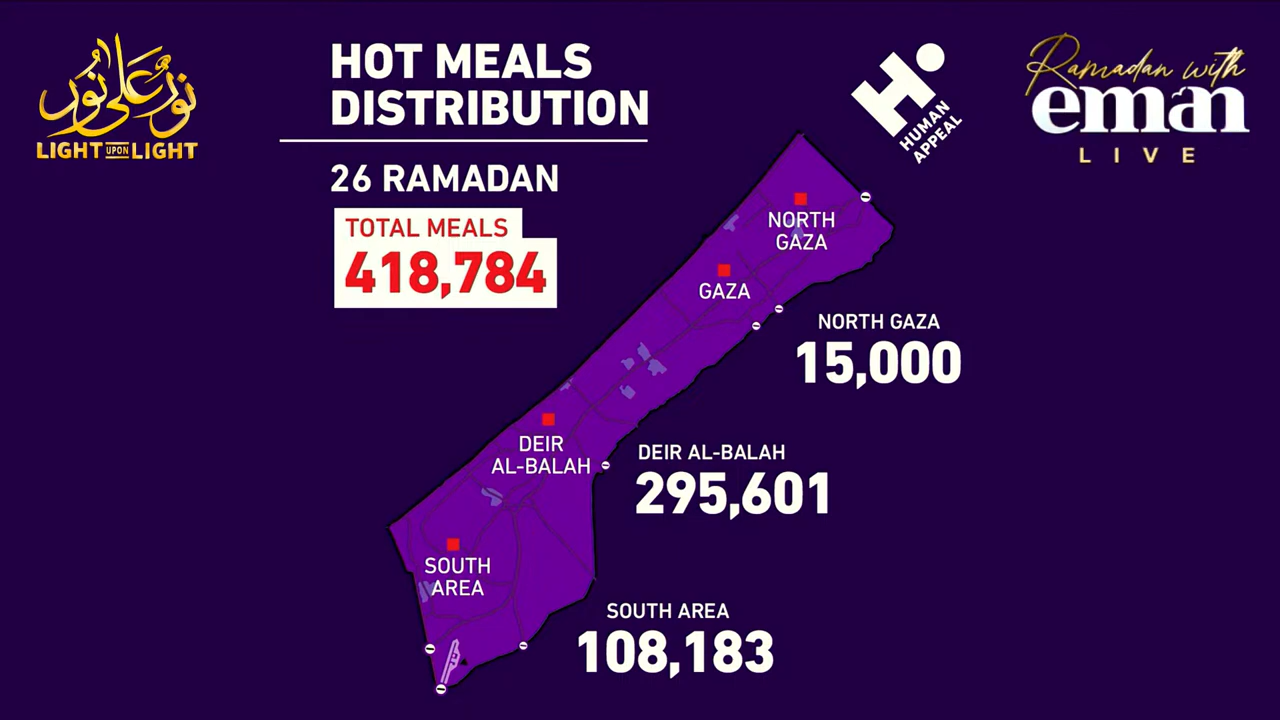 نور على نور
LIGHT UPON LIGHT
HOT MEALS
DISTRIBUTION
26 RAMADAN
TOTAL MEALS
418,784
HUMAN
APPEAL
Ramadan with
eman
LIVE
NORTH
GAZA
GAZA
NORTH GAZA
15,000
DEIR
AL-BALAH
DEIR AL-BALAH
295,601
SOUTH
AREA
SOUTH AREA
108,183